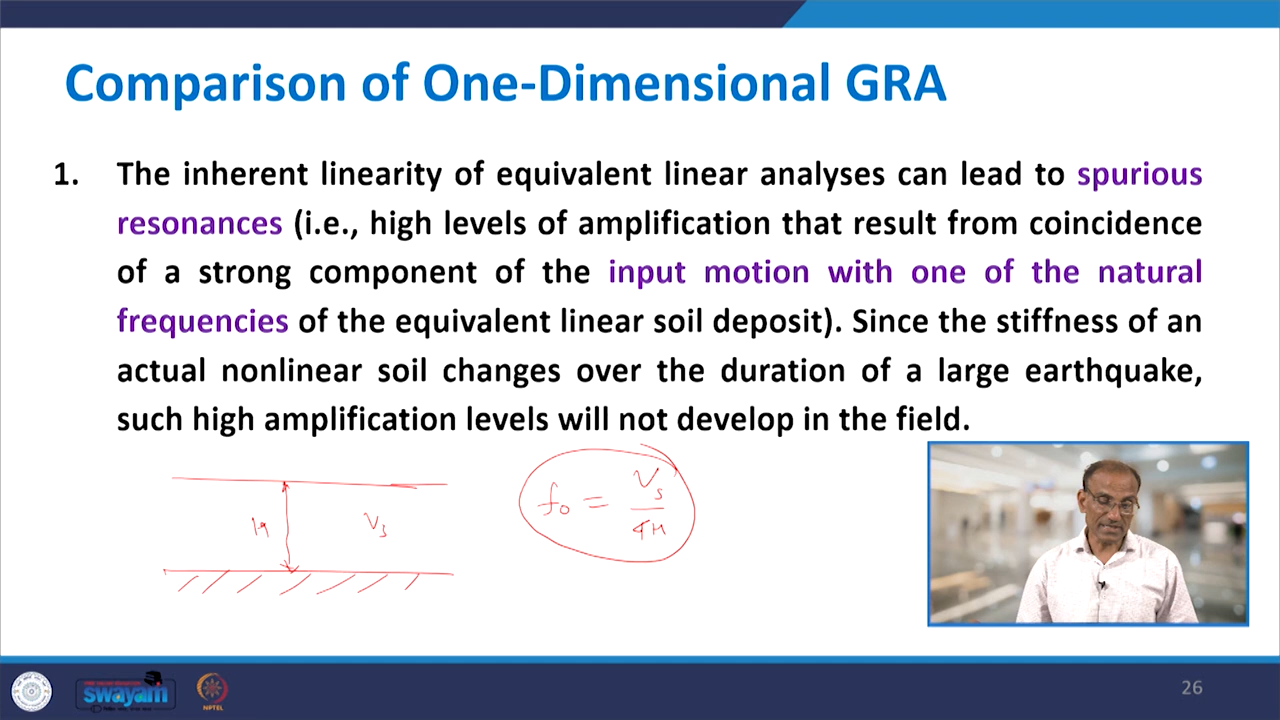 Comparison of One-Dimensional GRA
1. The inherent linearity of equivalent linear analyses can lead to spurious
resonances (i.e., high levels of amplification that result from coincidence
of a strong component of the input motion with one of the natural
frequencies of the equivalent linear soil deposit). Since the stiffness of an
actual nonlinear soil changes over the duration of a large earthquake,
such high amplification levels will not develop in the field.
H Vs
f0 = Vs / 4H
swayam
NPTEL
26